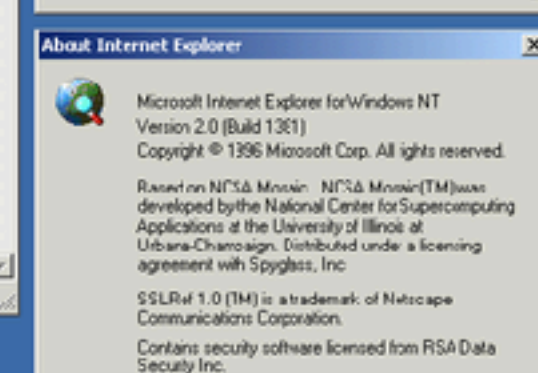 About Internet Explorer
Microsoft Internet Explorer for Windows NT
Version 2.0 (Build 1381)
Copyright © 1996 Microsoft Corp. All rights reserved.
Based on NCSA Mosaic. NCSA Mosaic(TM) was
developed by the National Center for Supercomputing
Applications at the University of Illinois at
Urbana-Champaign. Distributed under a licensing
agreement with Spyglass, Inc
SSLRef 1.0 (TM) is a trademark of Netscape
Communications Corporation.
Contains security software licensed from RSA Data
Security Inc.